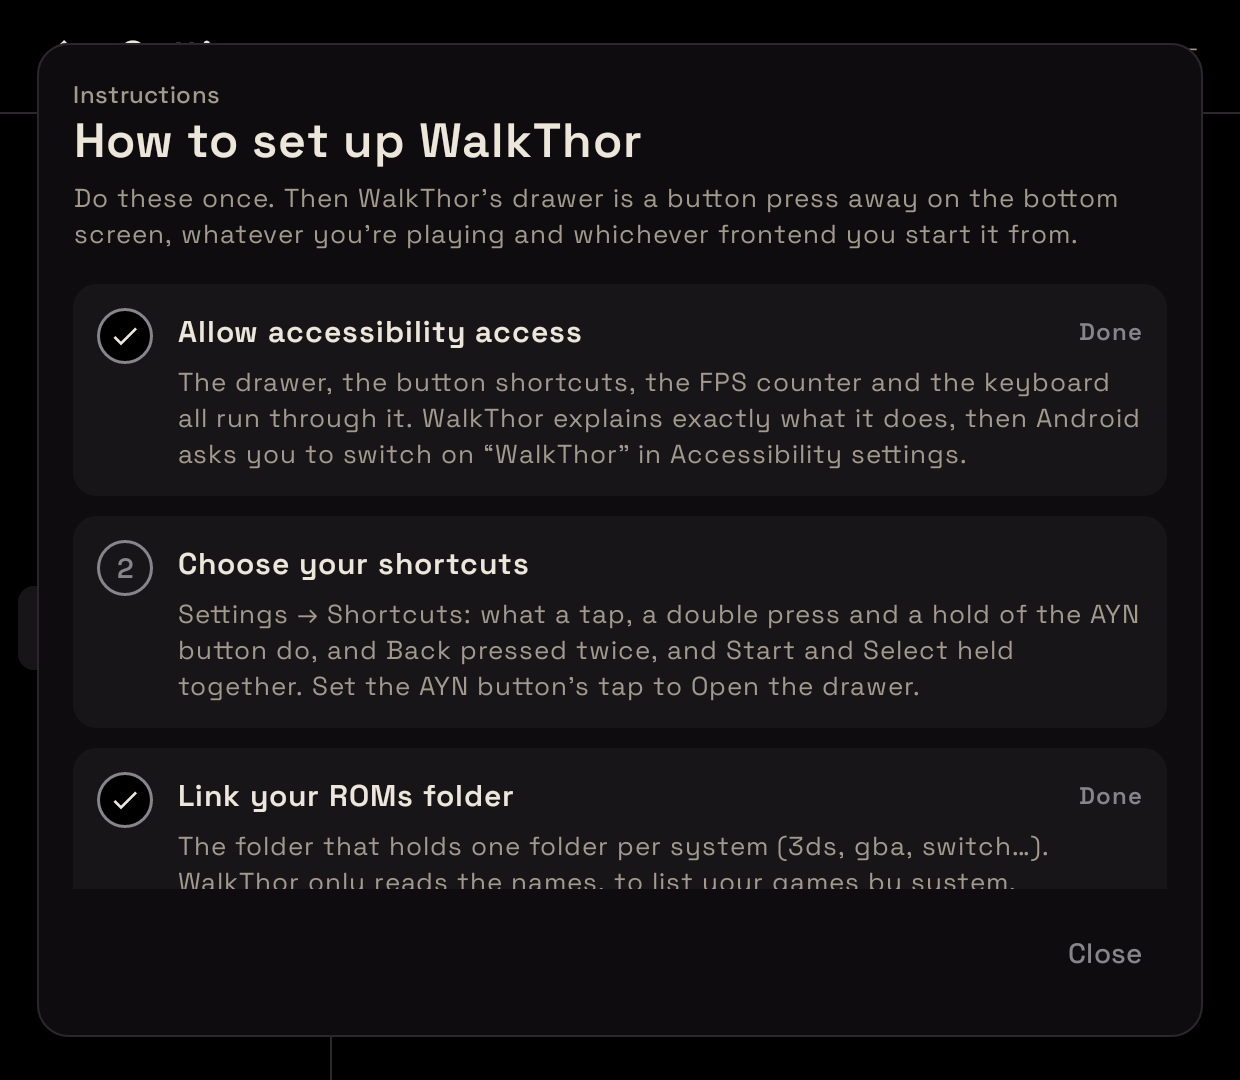 Instructions
How to set up WalkThor
Do these once. Then WalkThor’s drawer is a button press away on the bottom
screen, whatever you’re playing and whichever frontend you start it from.
Allow accessibility access
Done
The drawer, the button shortcuts, the FPS counter and the keyboard
all run through it. WalkThor explains exactly what it does, then Android
asks you to switch on “WalkThor” in Accessibility settings.
2
Choose your shortcuts
Settings → Shortcuts: what a tap, a double press and a hold of the AYN
button do, and Back pressed twice, and Start and Select held
together. Set the AYN button’s tap to Open the drawer.
Link your ROMs folder
Done
The folder that holds one folder per system (3ds, gba, switch…).
WalkThor only reads the names, to list your games by system.
Close